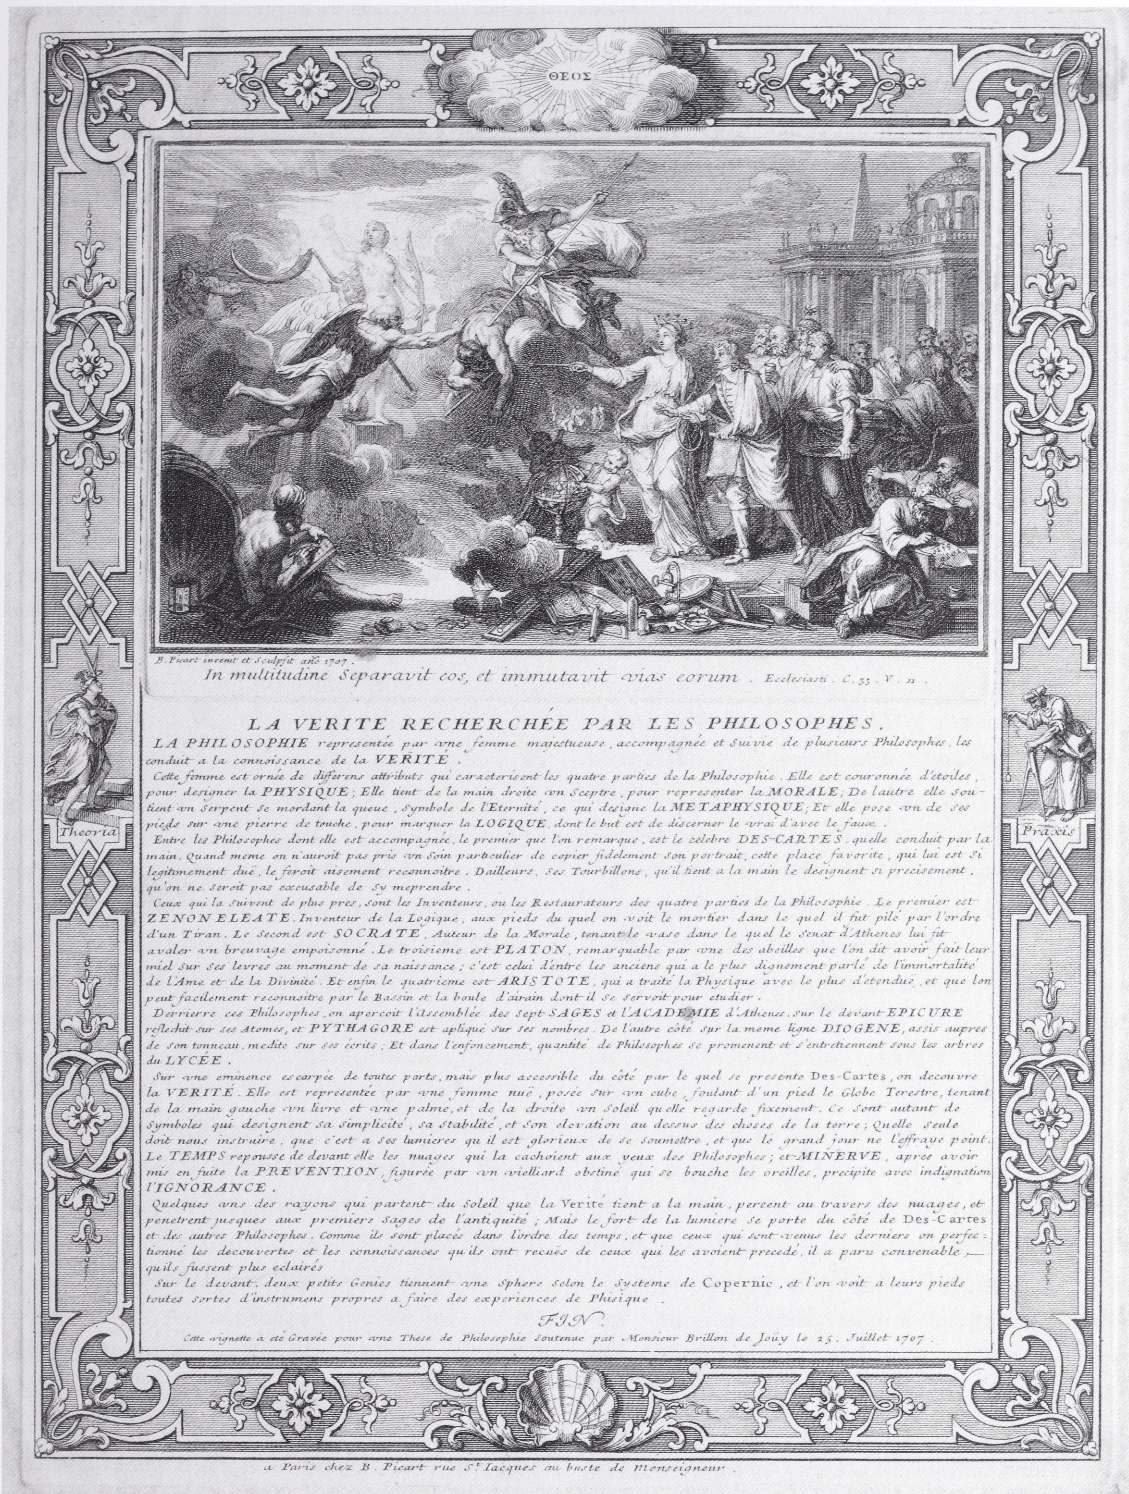 ΘΕΟΣ
B. Picart invenit et Sculpsit año 1707.
In multitudine Separavit eos, et immutavit vias eorum. Ecclesiasti. C. 33. V. 11.
LA VERITE RECHERCHÉE PAR LES PHILOSOPHES.
LA PHILOSOPHIE representée par vne femme majestueuse, accompagnée et Suivie de plusieurs Philosophes, les
conduit a la connoissance de la VERITÉ.
Cette femme est ornée de differens attributs qui caracterisent les quatre parties de la Philosophie. Elle est couronnée d'étoiles,
pour designer la PHYSIQUE; Elle tient de la main droite vn Sceptre, pour representer la MORALE; De l'autre elle Sou-
tient vn Serpent se mordant la queue, Symbole de l'Eternité, ce qui designe la METAPHYSIQUE; Et elle pose vn de ses
pieds sur vne pierre de touche, pour marquer la LOGIQUE, dont le but est de discerner le vrai d'avec le faux.
Entre les Philosophes dont elle est accompagnée, le premier que l'on remarque, est le celebre DES-CARTES, qu'elle conduit par la
main. Quand meme on n'auroit pas pris vn Soin particulier de copier fidelement Son portrait, cette place favorite, qui lui est Si
legitimement duë, le feroit aisement reconnoître. D'ailleurs, Ses Tourbillons, qu'il tient a la main le designent Si precisement,
qu'on ne Seroit pas excusable de s'y meprendre.
Ceux qui la Suivent de plus pres, sont les Inventeurs, ou les Restaurateurs des quatre parties de la Philosophie. Le premier est
ZENON ELEATE. Inventeur de la Logique, aux pieds du quel on voit le mortier dans le quel il fut pilé par l'ordre
d'un Tiran. Le Second est SOCRATE, Auteur de la Morale, tenant le vase dans le quel le Senat d'Athenes lui fit
avaler vn breuvage empoisonné. Le troisieme est PLATON, remarquable par vne des abeilles que l'on dit avoir fait leur
miel Sur ses levres au moment de sa naissance; c'est celui d'entre les anciens qui a le plus dignement parlé de l'immortalité
de l'Ame et de la Divinité. Et enfin le quatrieme est ARISTOTE, qui a traité la Physique avec le plus d'étenduë, et que l'on
peut facilement reconnoitre par le Bassin et la boule d'airain dont il se servoit pour etudier.
Derrierre ces Philosophes, on apercoit l'Assemblée des sept SAGES et l'ACADEMIE d'Athenes, sur le devant EPICURE
reflechit sur ses Atomes, et PYTHAGORE est apliqué sur ses nombres. De l'autre côté sur la meme ligne DIOGENE, assis aupres
de son tonneau, medite sur ses écrits; Et dans l'enfoncement, quantité de Philosophes se promenent et s'entretiennent sous les arbres
du LYCÉE.
Sur vne eminence escarpée de toutes parts, mais plus accessible du côté par le quel se presente Des-Cartes, on decouvre
la VERITÉ. Elle est representée par vne femme nuë, posée sur vn cube, foulant d'un pied le Globe Terestre, tenant
de la main gauche vn livre et vne palme, et de la droite vn Soleil qu'elle regarde fixement. Ce sont autant de
Symboles qui designent sa simplicité, sa stabilité, et Son elevation au dessus des choses de la terre; Qu'elle seule
doit nous instruire, que c'est a ses lumieres qu'il est glorieux de se soumettre, et que le grand jour ne l'effraye point.
Le TEMPS repousse de devant elle les nuages qui la cachoient aux yeux des Philosophes; et MINERVE, apres avoir
mis en fuite la PREVENTION, figurée par vn vielliard obstiné qui se bouche les oreilles, precipite avec indignation
l'IGNORANCE.
Quelques vns des rayons qui partent du Soleil que la Verité tient a la main, percent au travers des nuages, et
penetrent jusques aux premiers Sages de l'antiquité; Mais le fort de la lumiere se porte du côté de Des-Cartes
et des autres Philosophes. Comme ils sont placés dans l'ordre des temps, et que ceux qui sont venus les derniers on perfec-
tionné les decouvertes et les connoissances qu'ils ont recuës de ceux qui les avoient precedé, il a paru convenable
qu'ils fussent plus eclairés
Sur le devant, deux petits Genies tiennent vne Sphere Selon le Systeme de Copernic, et l'on voit a leurs pieds
toutes Sortes d'instrumens propres a faire des experiences de Phisique.
FIN.
Cette vignette a été Gravée pour vne These de Philosophie Soutenue par Monsieur Brillon de Joüy le 25. Juillet 1707.
Theoria
Praxis
a Paris chez B. Picart rue St. Iacques au buste de Monseigneur.